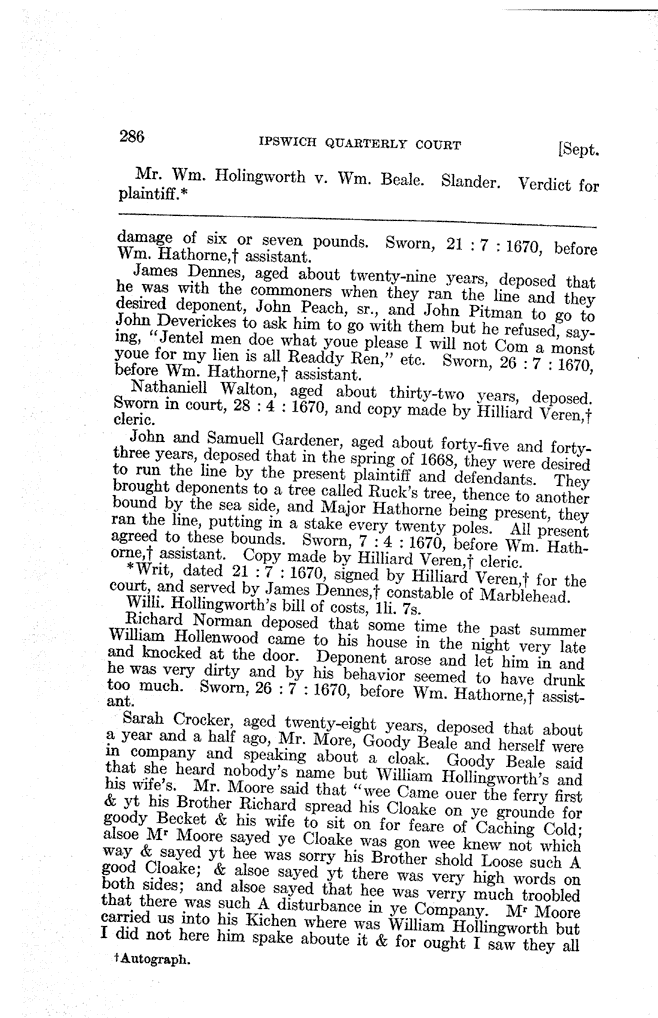 286 IPSWICH QUARTERLY COURT [Sept.
Mr. Wm. Holingworth v. Wm. Beale. Slander. Verdict for
plaintiff.*
damage of six or seven pounds. Sworn, 21 : 7 : 1670, before
Wm. Hathorne,† assistant.
James Dennes, aged about twenty-nine years, deposed that
he was with the commoners when they ran the line and they
desired deponent, John Peach, sr., and John Pitman to go to
John Deverickes to ask him to go with them but he refused, say-
ing, "Jentel men doe what youe please I will not Com a monst
youe for my lien is all Readdy Ren," etc. Sworn, 26 : 7 : 1670,
before Wm. Hathorne,† assistant.
Nathaniell Walton, aged about thirty-two years, deposed.
Sworn in court, 28 : 4 : 1670, and copy made by Hilliard Veren,†
cleric.
John and Samuell Gardener, aged about forty-five and forty-
three years, deposed that in the spring of 1668, they were desired
to run the line by the present plaintiff and defendants. They
brought deponents to a tree called Ruck's tree, thence to another
bound by the sea side, and Major Hathorne being present, they
ran the line, putting in a stake every twenty poles. All present
agreed to these bounds. Sworn, 7 : 4 : 1670, before Wm. Hath-
orne,† assistant. Copy made by Hilliard Veren,† cleric.
*Writ, dated 21 : 7 : 1670, signed by Hilliard Veren,† for the
court, and served by James Dennes,† constable of Marblehead.
Willi. Hollingworth's bill of costs, 1li. 7s.
Richard Norman deposed that some time the past summer
William Hollenwood came to his house in the night very late
and knocked at the door. Deponent arose and let him in and
he was very dirty and by his behavior seemed to have drunk
too much. Sworn, 26 : 7 : 1670, before Wm. Hathorne,† assist-
ant.
Sarah Crocker, aged twenty-eight years, deposed that about
a year and a half ago, Mr. More, Goody Beale and herself were
in company and speaking about a cloak. Goody Beale said
that she heard nobody's name but William Hollingworth's and
his wife's. Mr. Moore said that "wee Came ouer the ferry first
& yt his Brother Richard spread his Cloake on ye grounde for
goody Becket & his wife to sit on for feare of Caching Cold;
alsoe Mr Moore sayed ye Cloake was gon wee knew not which
way & sayed yt hee was sorry his Brother shold Loose such A
good Cloake; & alsoe sayed yt there was very high words on
both sides; and alsoe sayed that hee was verry much troobled
that there was such A disturbance in ye Company. Mr Moore
carried us into his Kichen where was William Hollingworth but
I did not here him spake aboute it & for ought I saw they all
†Autograph.